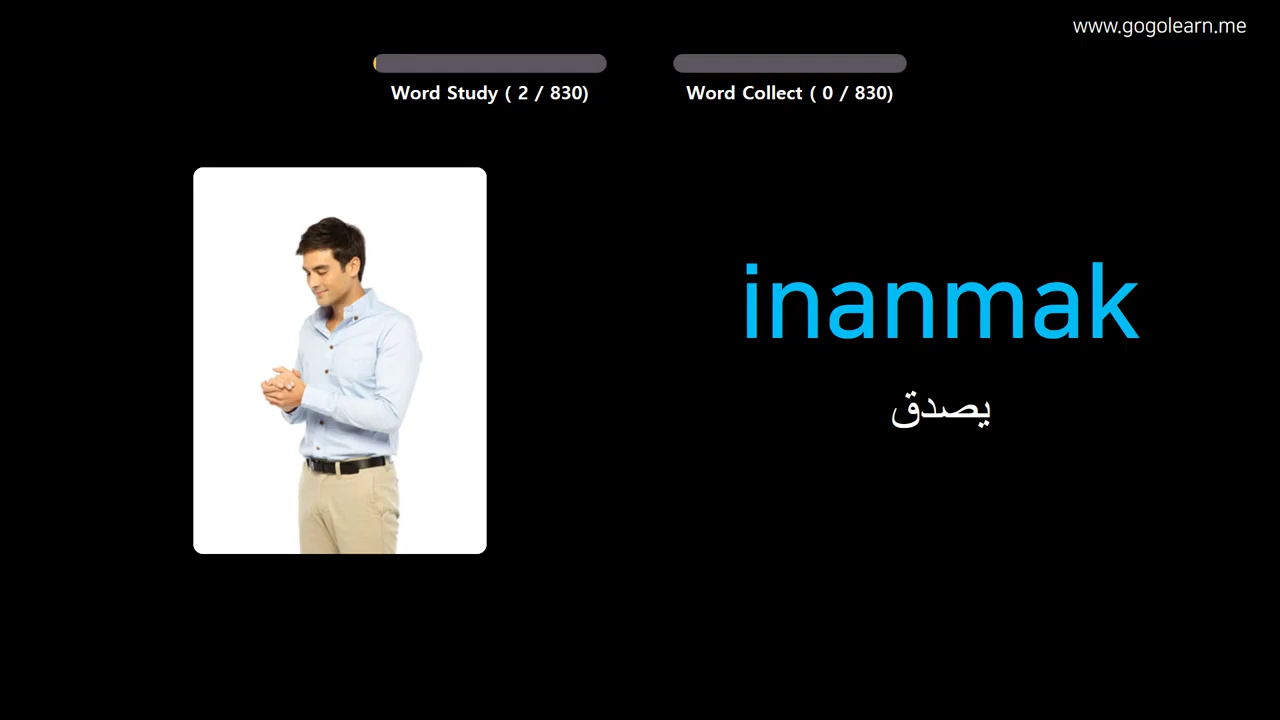 www.gogolearn.me
Word Study ( 2 / 830)
Word Collect ( 0 / 830)
inanmak
يصدق